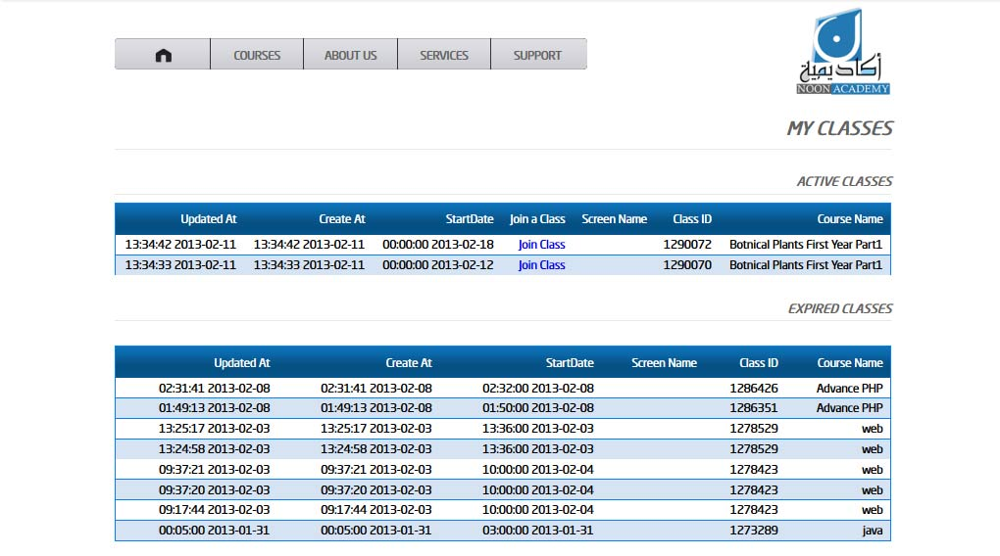 COURSES ABOUT US SERVICES SUPPORT
أكاديمية
NOON ACADEMY
MY CLASSES
ACTIVE CLASSES
Updated At Create At StartDate Join a Class Screen Name Class ID Course Name
13:34:42 2013-02-11 13:34:42 2013-02-11 00:00:00 2013-02-18 Join Class 1290072 Botnical Plants First Year Part1
13:34:33 2013-02-11 13:34:33 2013-02-11 00:00:00 2013-02-12 Join Class 1290070 Botnical Plants First Year Part1
EXPIRED CLASSES
Updated At Create At StartDate Screen Name Class ID Course Name
02:31:41 2013-02-08 02:31:41 2013-02-08 02:32:00 2013-02-08 1286426 Advance PHP
01:49:13 2013-02-08 01:49:13 2013-02-08 01:50:00 2013-02-08 1286351 Advance PHP
13:25:17 2013-02-03 13:25:17 2013-02-03 13:36:00 2013-02-03 1278529 web
13:24:58 2013-02-03 13:24:58 2013-02-03 13:36:00 2013-02-03 1278529 web
09:37:21 2013-02-03 09:37:21 2013-02-03 10:00:00 2013-02-04 1278423 web
09:37:20 2013-02-03 09:37:20 2013-02-03 10:00:00 2013-02-04 1278423 web
09:17:44 2013-02-03 09:17:44 2013-02-03 10:00:00 2013-02-04 1278423 web
00:05:00 2013-01-31 00:05:00 2013-01-31 03:00:00 2013-01-31 1273289 java